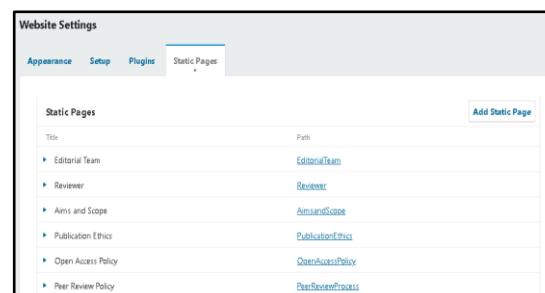 Website Settings
Appearance Setup Plugins Static Pages
Static Pages Add Static Page
Title Path
Editorial Team EditorialTeam
Reviewer Reviewer
Aims and Scope AimsandScope
Publication Ethics PublicationEthics
Open Access Policy OpenAccessPolicy
Peer Review Policy PeerReviewProcess